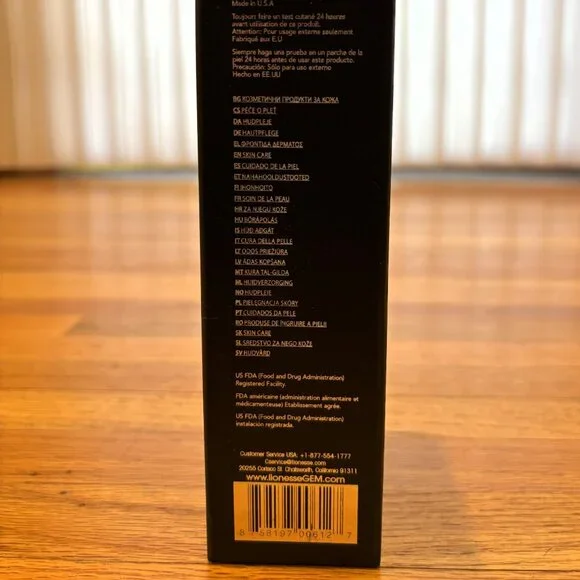 Made in U.S.A
Toujours faire un test cutané 24 heures
avant utilisation de ce produit.
Attention: Pour usage externe seulement
Fabriqué aux E.U
Siempre haga una prueba en un parche de la
piel 24 horas antes de usar este producto.
Precaución: Sólo para uso externo
Hecho en EE.UU
BG КОЗМЕТИЧНИ ПРОДУКТИ ЗА КОЖА
CS PÉČE O PLEŤ
DA HUDPLEJE
DE HAUTPFLEGE
EL ΦΡΟΝΤΙΔΑ ΔΕΡΜΑΤΟΣ
EN SKIN CARE
ES CUIDADO DE LA PIEL
ET NAHAHOOLDUSTOOTED
FI IHONHOITO
FR SOIN DE LA PEAU
HR ZA NJEGU KOŽE
HU BŐRÁPOLÁS
IS HÚÐ AÐGÁT
IT CURA DELLA PELLE
LT ODOS PRIEŽIŪRA
LV ĀDAS KOPŠANA
MT KURA TAL-GILDA
NL HUIDVERZORGING
NO HUDPLEJE
PL PIELĘGNACJA SKÓRY
PT CUIDADOS DA PELE
RO PRODUSE DE INGRIJIRE A PIELII
SK SKIN CARE
SL SREDSTVO ZA NEGO KOŽE
SV HUDVÅRD
US FDA (Food and Drug Administration)
Registered Facility.
FDA américaine (administration alimentaire et
médicamenteuse) Etablissement agréé.
US FDA (Food and Drug Administration)
instalación registrada.
Customer Service USA. +1-877-554-1777
Cservice@lionesse.com
20255 Corisco St Chatsworth, California 91311
www.lionesseGEM.com
8 58197 00612 7